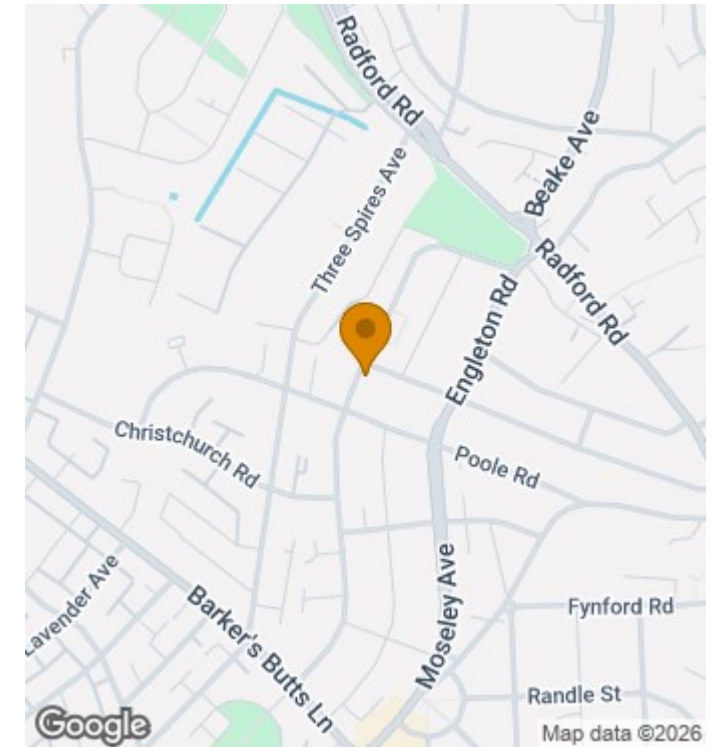 Radford Rd
Beake Ave
Three Spires Ave
Radford Rd
Engleton Rd
Christchurch Rd
Poole Rd
Lavender Ave
Moseley Ave
Fynford Rd
Barker's Butts Ln
Randle St
Google
Map data ©2026